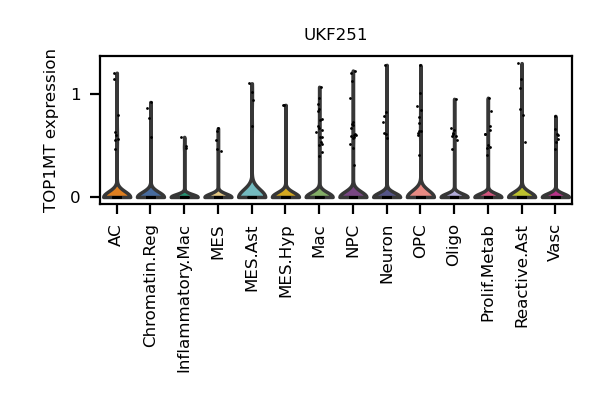 UKF251
TOP1MT expression
1
0
AC
Chromatin.Reg
Inflammatory.Mac
MES
MES.Ast
MES.Hyp
Mac
NPC
Neuron
OPC
Oligo
Prolif.Metab
Reactive.Ast
Vasc